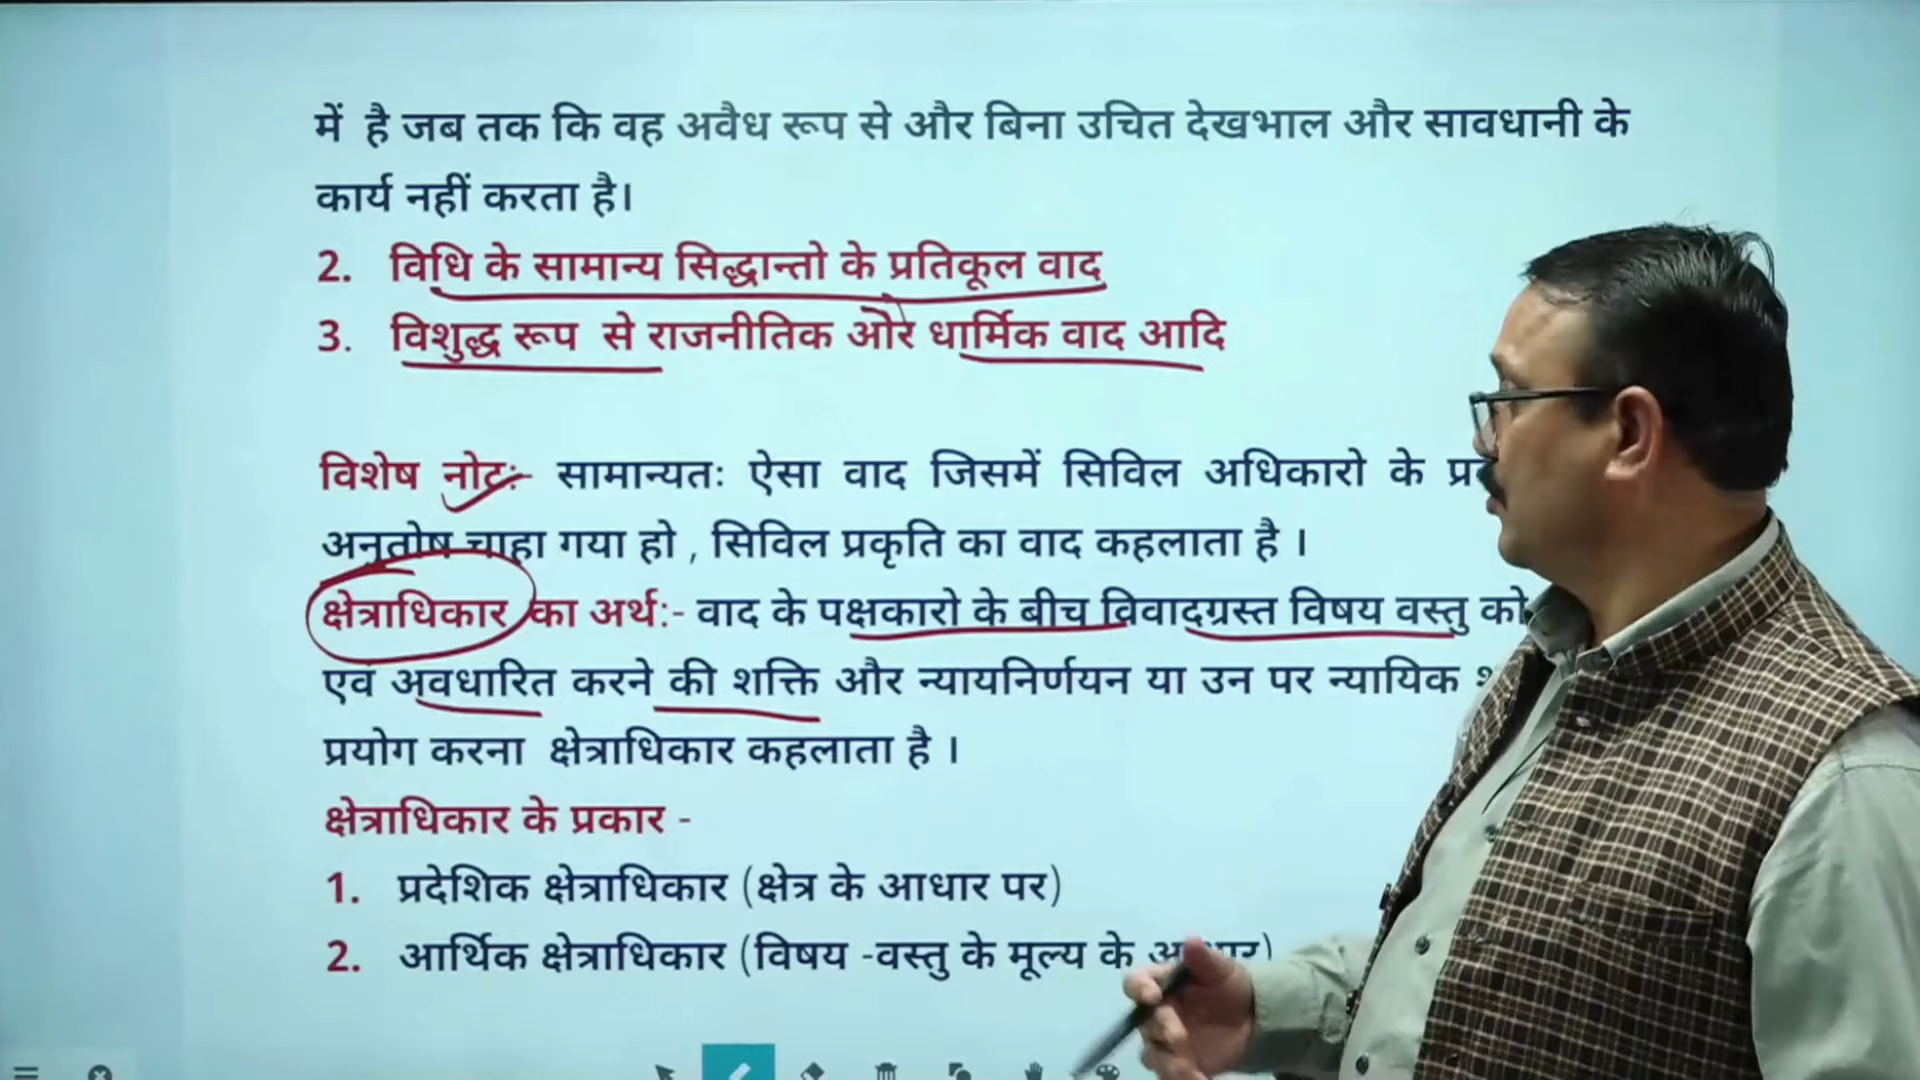 में है जब तक कि वह अवैध रूप से और बिना उचित देखभाल और सावधानी के
कार्य नहीं करता है।
2. विधि के सामान्य सिद्धान्तो के प्रतिकूल वाद
3. विशुद्ध रूप से राजनीतिक और धार्मिक वाद आदि
विशेष नोटः- सामान्यतः ऐसा वाद जिसमें सिविल अधिकारो के
अनुतोष चाहा गया हो , सिविल प्रकृति का वाद कहलाता है ।
क्षेत्राधिकार का अर्थ:- वाद के पक्षकारो के बीच विवादग्रस्त विषय वस्तु को
एवं अवधारित करने की शक्ति और न्यायनिर्णयन या उन पर न्यायिक
प्रयोग करना क्षेत्राधिकार कहलाता है ।
क्षेत्राधिकार के प्रकार -
1. प्रदेशिक क्षेत्राधिकार (क्षेत्र के आधार पर)
2. आर्थिक क्षेत्राधिकार (विषय -वस्तु के मूल्य के